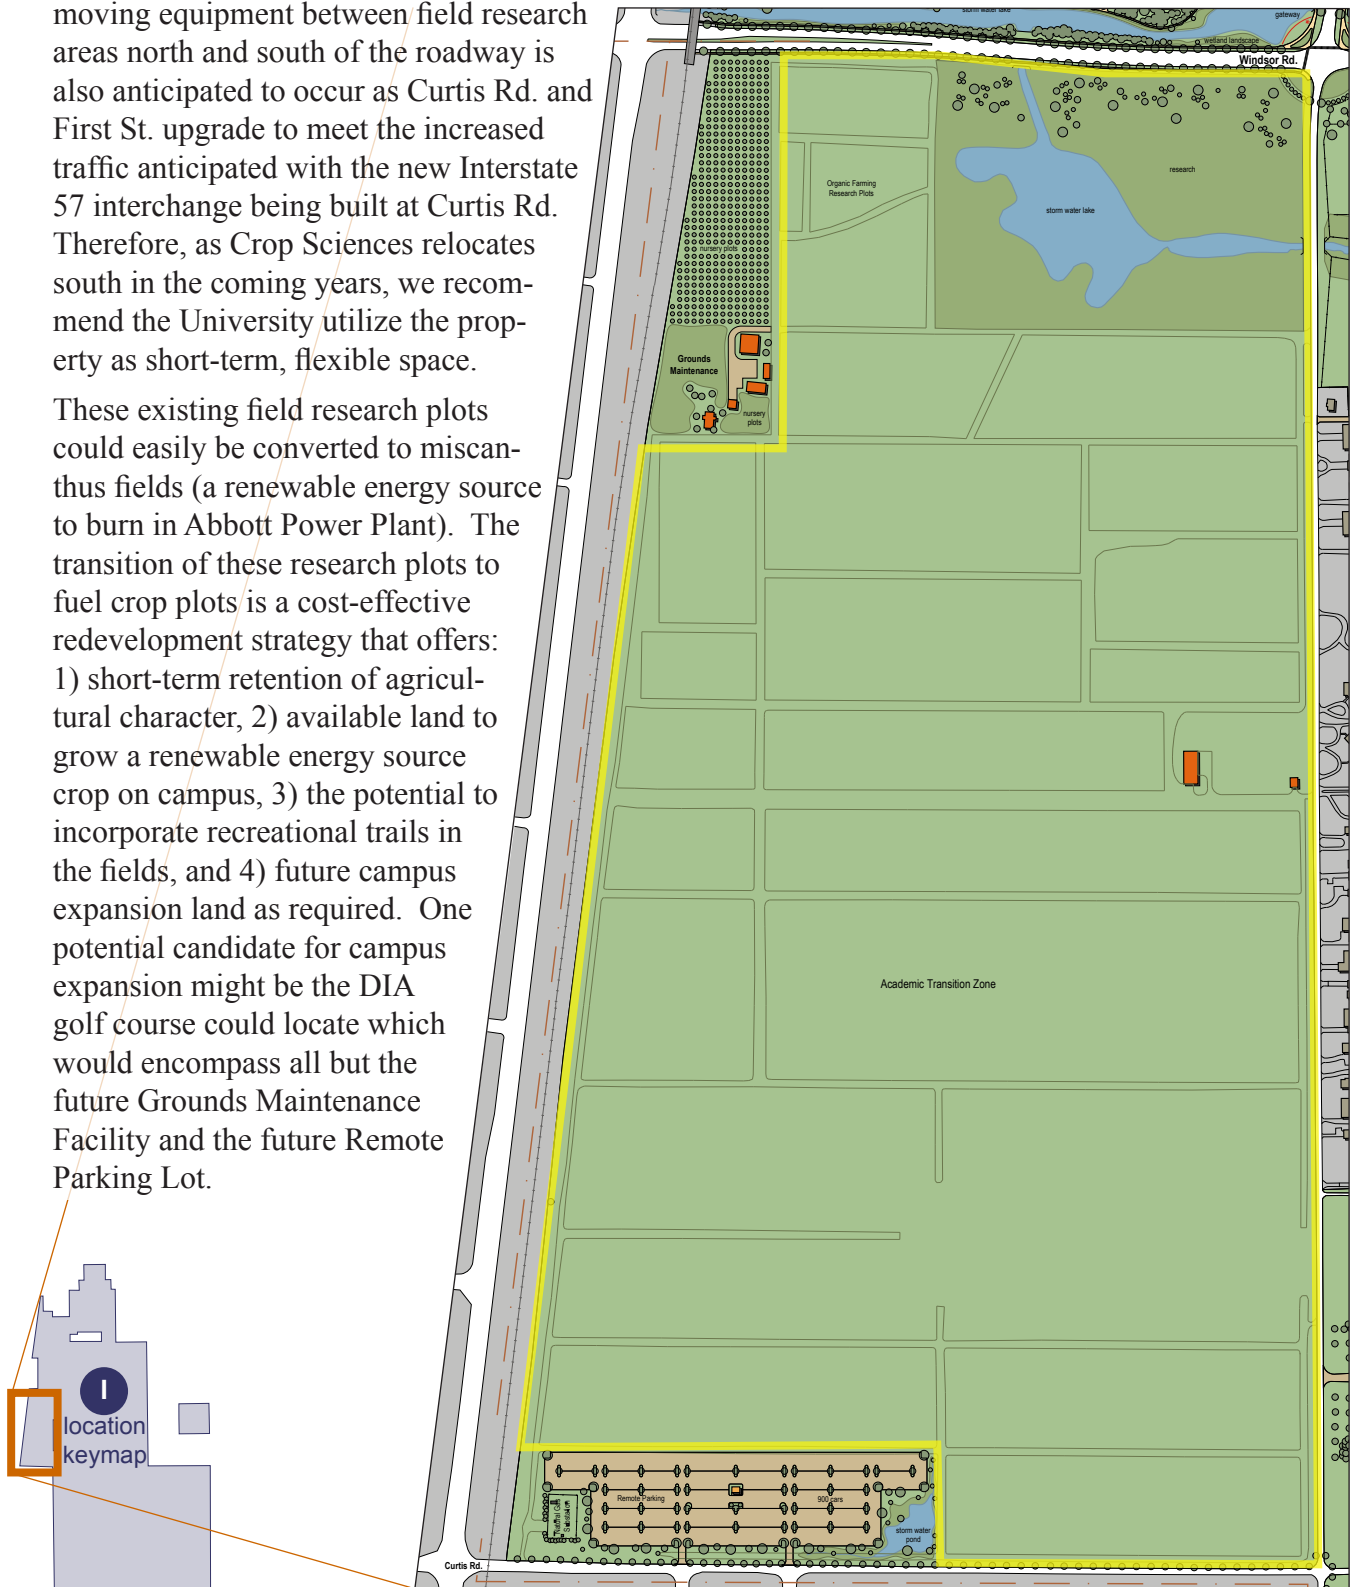 moving equipment between field research
areas north and south of the roadway is
also anticipated to occur as Curtis Rd. and
First St. upgrade to meet the increased
traffic anticipated with the new Interstate
57 interchange being built at Curtis Rd.
Therefore, as Crop Sciences relocates
south in the coming years, we recom-
mend the University utilize the prop-
erty as short-term, flexible space.
These existing field research plots
could easily be converted to miscan-
thus fields (a renewable energy source
to burn in Abbott Power Plant).  The
transition of these research plots to
fuel crop plots is a cost-effective
redevelopment strategy that offers:
1) short-term retention of agricul-
tural character, 2) available land to
grow a renewable energy source
crop on campus, 3) the potential to
incorporate recreational trails in
the fields, and 4) future campus
expansion land as required.  One
potential candidate for campus
expansion might be the DIA
golf course could locate which
would encompass all but the
future Grounds Maintenance
Facility and the future Remote
Parking Lot.
I
location
keymap
storm water lake
gateway
wetland landscape
Windsor Rd.
Organic Farming
Research Plots
research
storm water lake
nursery plots
Grounds
Maintenance
nursery
plots
Academic Transition Zone
Remote Parking
900 cars
Natural Gas
Substation
storm water
pond
Curtis Rd.